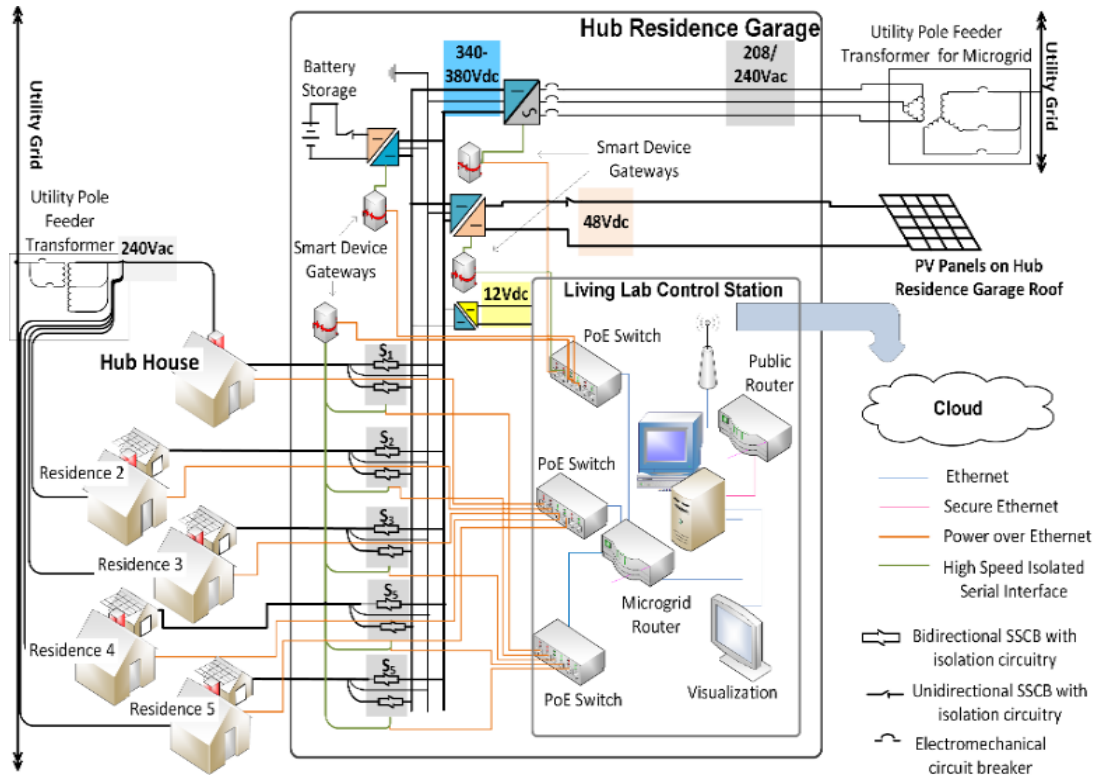 Hub Residence Garage
Utility Grid
Utility Pole
Feeder
Transformer
240Vac
Battery
Storage
340-
380Vdc
208/
240Vac
Utility Pole Feeder
Transformer for Microgrid
Utility Grid
Smart Device
Gateways
Smart Device
Gateways
48Vdc
PV Panels on Hub
Residence Garage Roof
12Vdc
Living Lab Control Station
PoE Switch
Public
Router
Cloud
Hub House
S1
Residence 2
S2
PoE Switch
Residence 3
S3
Residence 4
S5
Microgrid
Router
Residence 5
S5
PoE Switch
Visualization
Ethernet
Secure Ethernet
Power over Ethernet
High Speed Isolated
Serial Interface
Bidirectional SSCB with
isolation circuitry
Unidirectional SSCB with
isolation circuitry
Electromechanical
circuit breaker